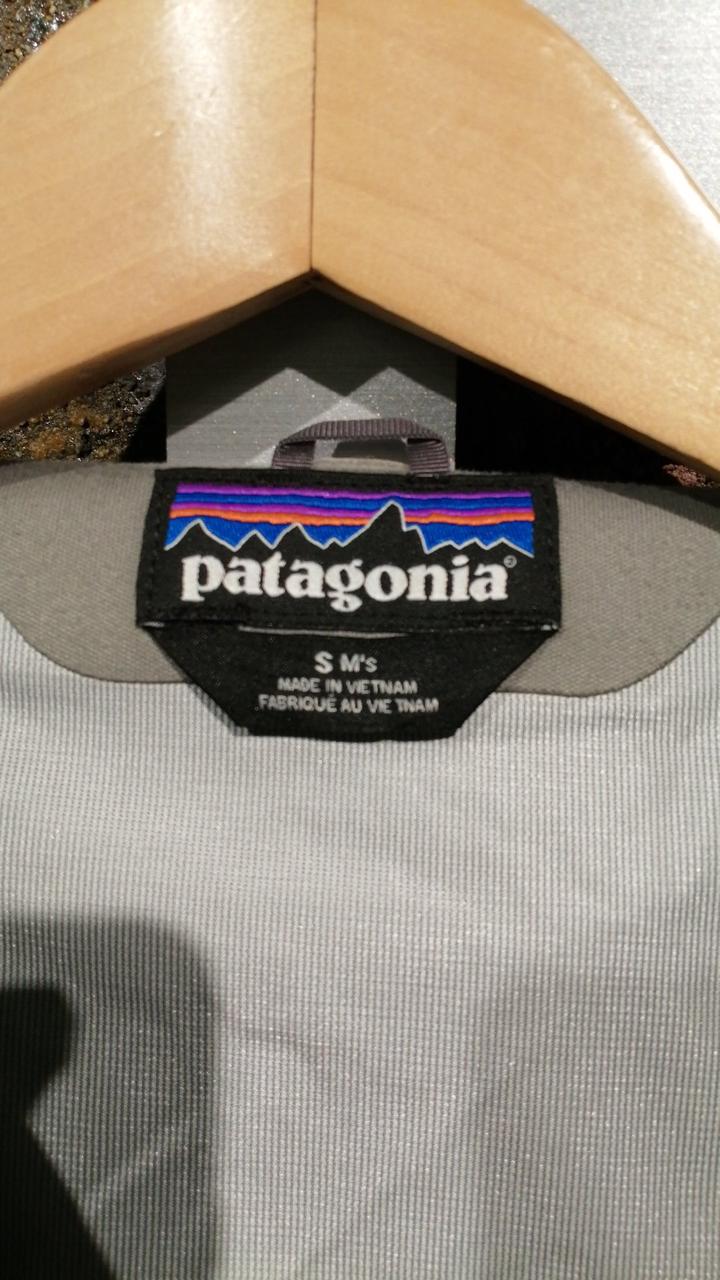 patagonia®
S M's
MADE IN VIETNAM
FABRIQUÉ AU VIETNAM